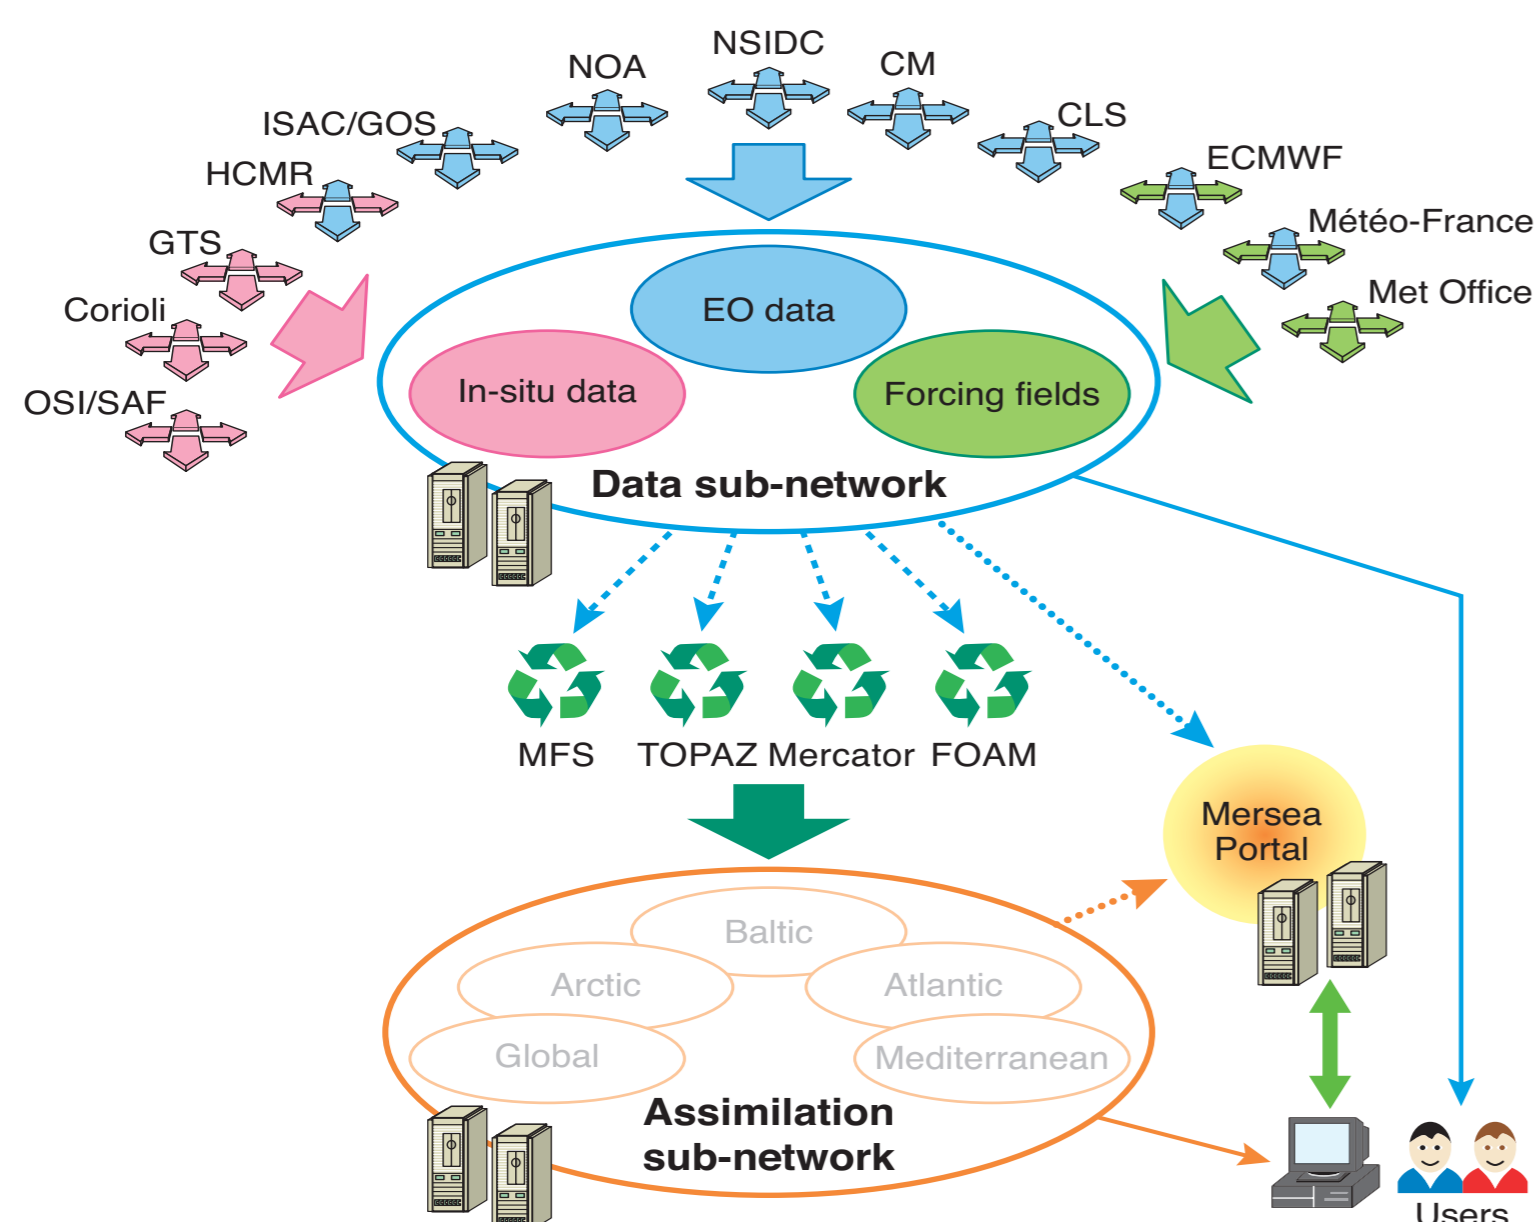 NSIDC
NOA
CM
ISAC/GOS
CLS
HCMR
ECMWF
GTS
Météo-France
Corioli
Met Office
OSI/SAF
EO data
In-situ data
Forcing fields
Data sub-network
MFS
TOPAZ
Mercator
FOAM
Mersea
Portal
Baltic
Arctic
Atlantic
Global
Mediterranean
Assimilation
sub-network
Users